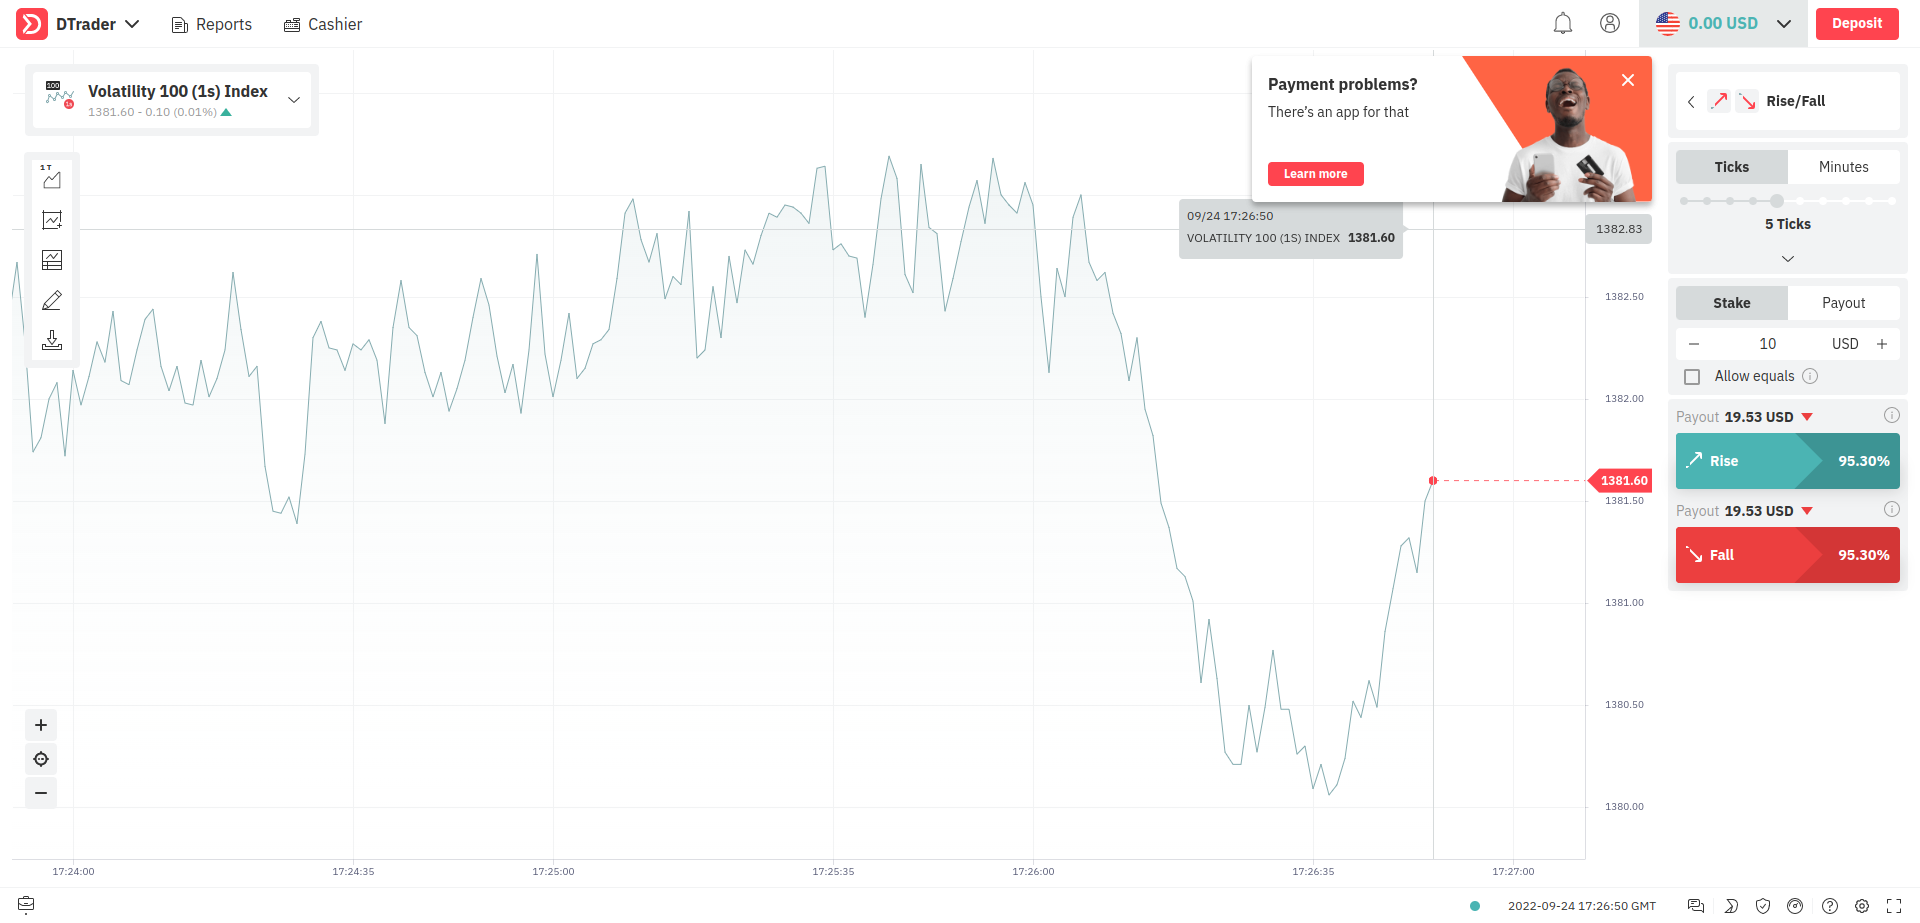 DTrader
Reports
Cashier
0.00 USD
Deposit
100
1s
Volatility 100 (1s) Index
1381.60 - 0.10 (0.01%)
1 T
Payment problems?
There's an app for that
Learn more
09/24 17:26:50
VOLATILITY 100 (1S) INDEX 1381.60
1382.83
1382.50
1382.00
1381.60
1381.50
1381.00
1380.50
1380.00
17:24:00
17:24:35
17:25:00
17:25:35
17:26:00
17:26:35
17:27:00
Rise/Fall
Ticks
Minutes
5 Ticks
Stake
Payout
10
USD
Allow equals
Payout 19.53 USD
Rise
95.30%
Payout 19.53 USD
Fall
95.30%
2022-09-24 17:26:50 GMT